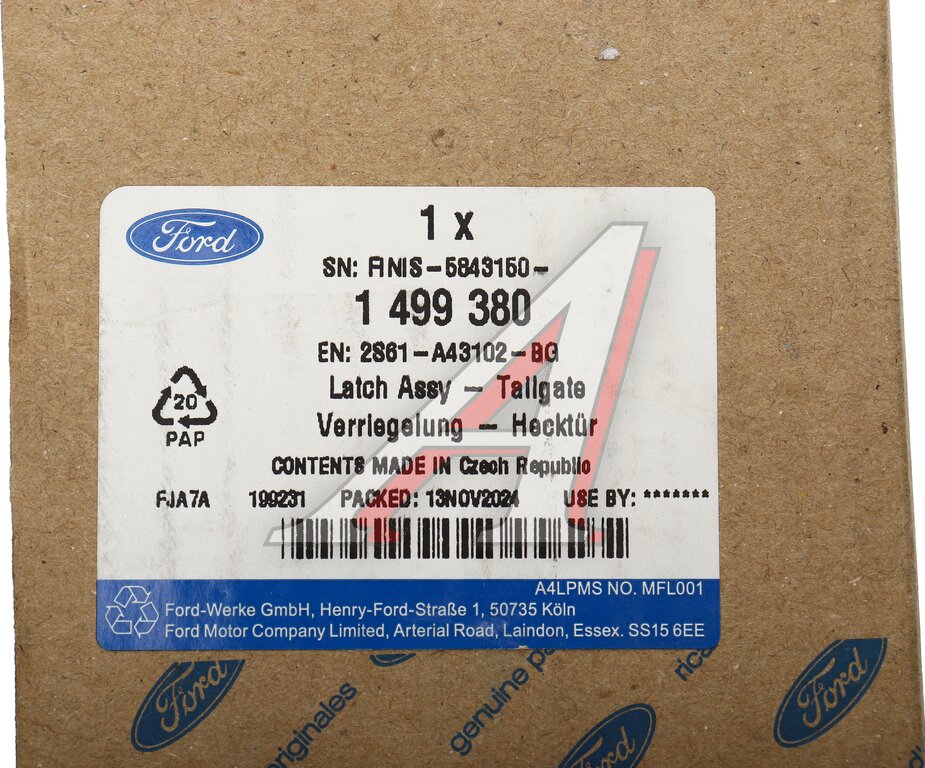 Ford
1 x
SN: FINIS-5843150-
1 499 380
EN: 2S61-A43102-BG
Latch Assy - Tailgate
Verriegelung - Hecktür
20
PAP
CONTENTS MADE IN Czech Republic
FJA7A 199231 PACKED: 13NOV2024 USE BY: *******
A4LPMS NO. MFL001
Ford-Werke GmbH, Henry-Ford-Straße 1, 50735 Köln
Ford Motor Company Limited, Arterial Road, Laindon, Essex. SS15 6EE
Ford
originales
genuine pa
Ford
rica
Ford